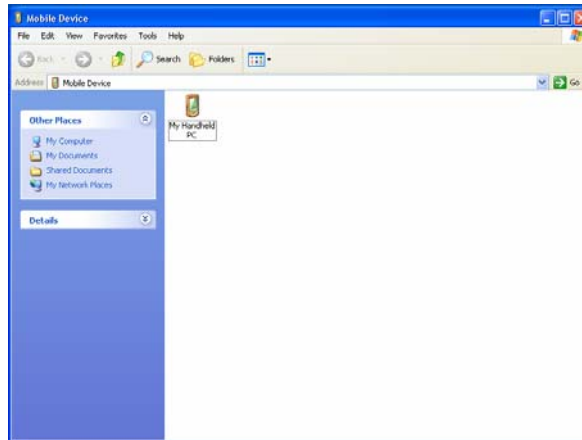 Mobile Device
File Edit View Favorites Tools Help
Back Search Folders
Address Mobile Device Go
Other Places
My Computer
My Documents
Shared Documents
My Network Places
Details
My Handheld
PC